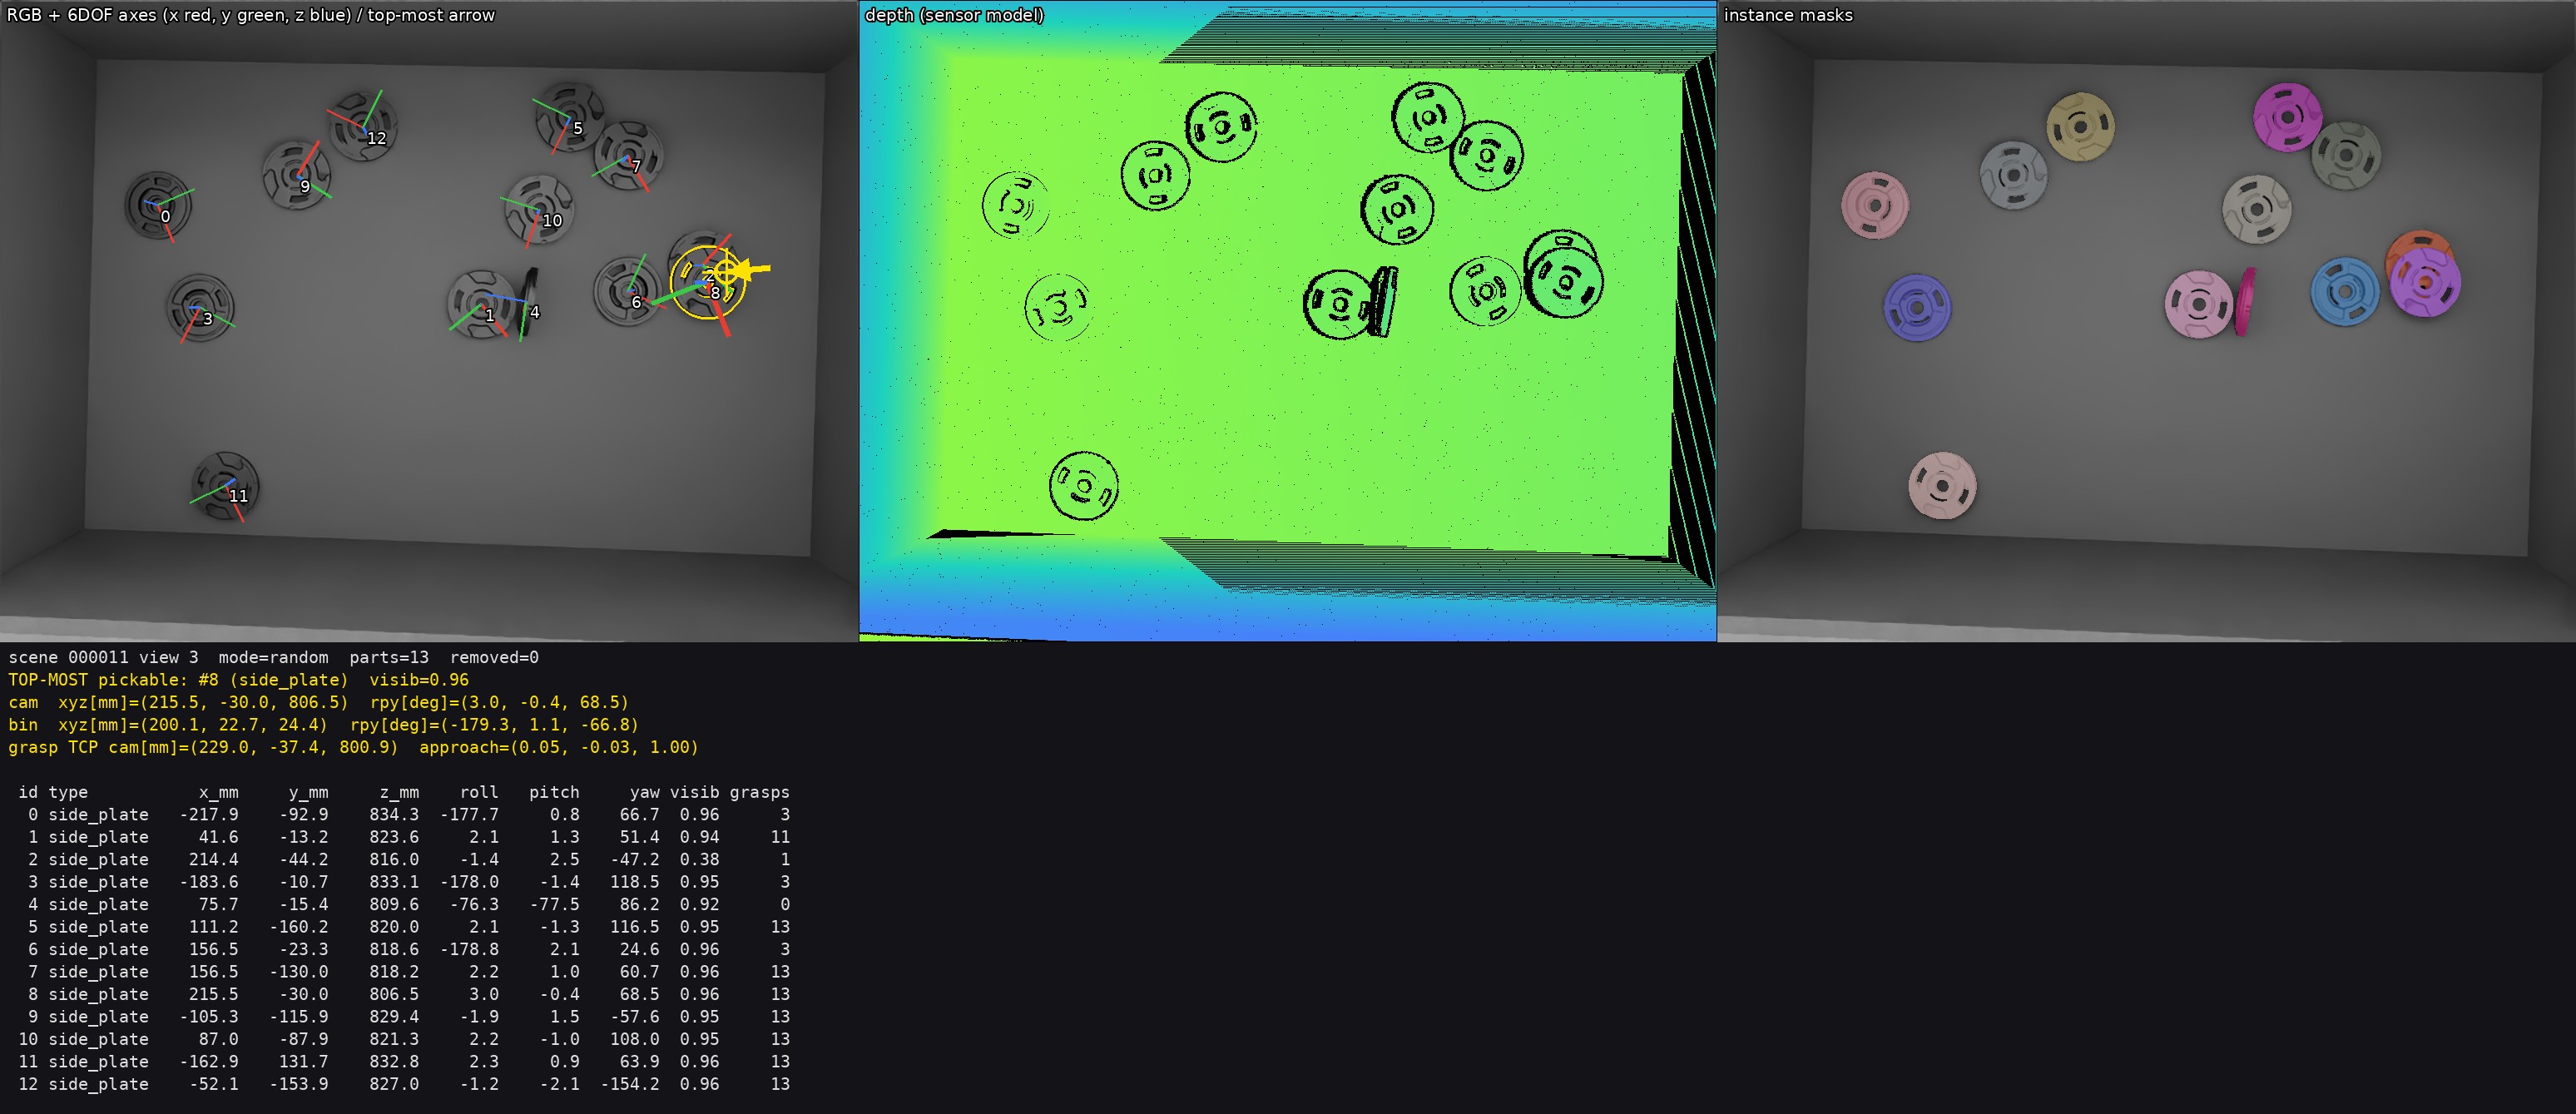 RGB + 6DOF axes (x red, y green, z blue) / top-most arrow
depth (sensor model)
instance masks
12
5
7
9
0
10
2
8
6
3
1
4
11
scene 000011 view 3  mode=random  parts=13  removed=0
TOP-MOST pickable: #8 (side_plate)  visib=0.96
cam  xyz[mm]=(215.5, -30.0, 806.5)  rpy[deg]=(3.0, -0.4, 68.5)
bin  xyz[mm]=(200.1, 22.7, 24.4)  rpy[deg]=(-179.3, 1.1, -66.8)
grasp TCP cam[mm]=(229.0, -37.4, 800.9)  approach=(0.05, -0.03, 1.00)
id type x_mm y_mm z_mm roll pitch yaw visib grasps
0 side_plate -217.9 -92.9 834.3 -177.7 0.8 66.7 0.96 3
1 side_plate 41.6 -13.2 823.6 2.1 1.3 51.4 0.94 11
2 side_plate 214.4 -44.2 816.0 -1.4 2.5 -47.2 0.38 1
3 side_plate -183.6 -10.7 833.1 -178.0 -1.4 118.5 0.95 3
4 side_plate 75.7 -15.4 809.6 -76.3 -77.5 86.2 0.92 0
5 side_plate 111.2 -160.2 820.0 2.1 -1.3 116.5 0.95 13
6 side_plate 156.5 -23.3 818.6 -178.8 2.1 24.6 0.96 3
7 side_plate 156.5 -130.0 818.2 2.2 1.0 60.7 0.96 13
8 side_plate 215.5 -30.0 806.5 3.0 -0.4 68.5 0.96 13
9 side_plate -105.3 -115.9 829.4 -1.9 1.5 -57.6 0.95 13
10 side_plate 87.0 -87.9 821.3 2.2 -1.0 108.0 0.95 13
11 side_plate -162.9 131.7 832.8 2.3 0.9 63.9 0.96 13
12 side_plate -52.1 -153.9 827.0 -1.2 -2.1 -154.2 0.96 13